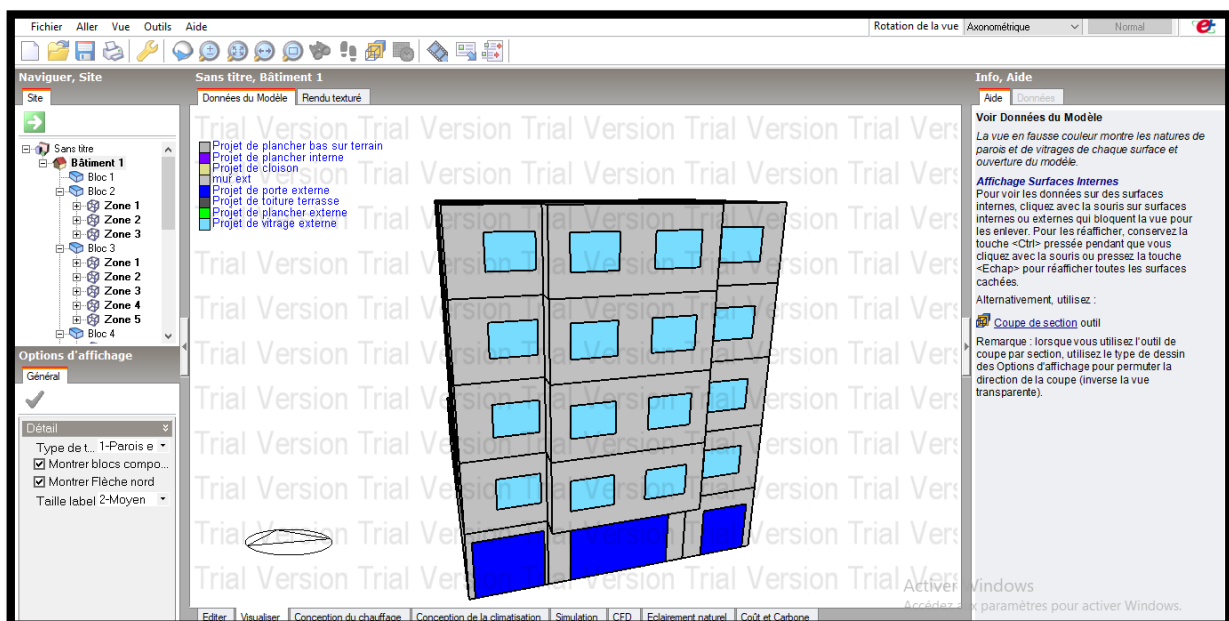 Fichier Aller Vue Outils Aide
Rotation de la vue Axonométrique Normal
Naviguer, Site
Site
Sans titre
Bâtiment 1
Bloc 1
Bloc 2
Zone 1
Zone 2
Zone 3
Bloc 3
Zone 1
Zone 2
Zone 3
Zone 4
Zone 5
Bloc 4
Options d'affichage
Général
Détail
Type de t... 1-Parois e
Montrer blocs compo...
Montrer Flèche nord
Taille label 2-Moyen
Sans titre, Bâtiment 1
Données du Modèle Rendu texturé
Trial Version Trial Version Trial Version Trial Version Trial Vers
Projet de plancher bas sur terrain
Projet de plancher interne
Projet de cloison
mur ext
Projet de porte externe
Projet de toiture terrasse
Projet de plancher externe
Projet de vitrage externe
Editer Visualiser Conception du chauffage Conception de la climatisation Simulation CFD Eclairement naturel Coût et Carbone
Info, Aide
Aide Données
Voir Données du Modèle
La vue en fausse couleur montre les natures de
parois et de vitrages de chaque surface et
ouverture du modèle.
Affichage Surfaces Internes
Pour voir les données sur des surfaces
internes, cliquez avec la souris sur surfaces
internes ou externes qui bloquent la vue pour
les enlever. Pour les réafficher, conservez la
touche <Ctrl> pressée pendant que vous
cliquez avec la souris ou pressez la touche
<Echap> pour réafficher toutes les surfaces
cachées.
Alternativement, utilisez :
Coupe de section outil
Remarque : lorsque vous utilisez l'outil de
coupe par section, utilisez le type de dessin
des Options d'affichage pour permuter la
direction de la coupe (inverse la vue
transparente).
Activer Windows
Accédez aux paramètres pour activer Windows.